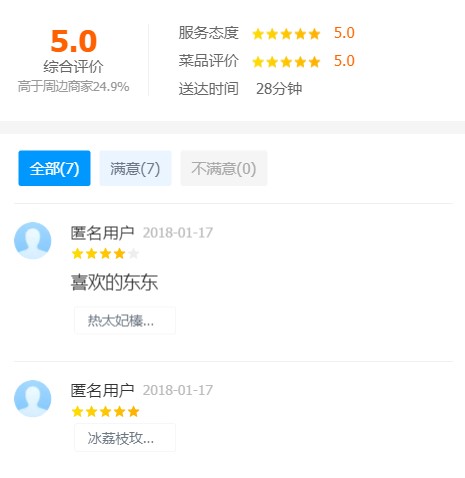 5.0
综合评价
高于周边商家24.9%
服务态度 5.0
菜品评价 5.0
送达时间 28分钟
全部(7) 满意(7) 不满意(0)
匿名用户 2018-01-17
喜欢的东东
热太妃榛...
匿名用户 2018-01-17
冰荔枝玫...